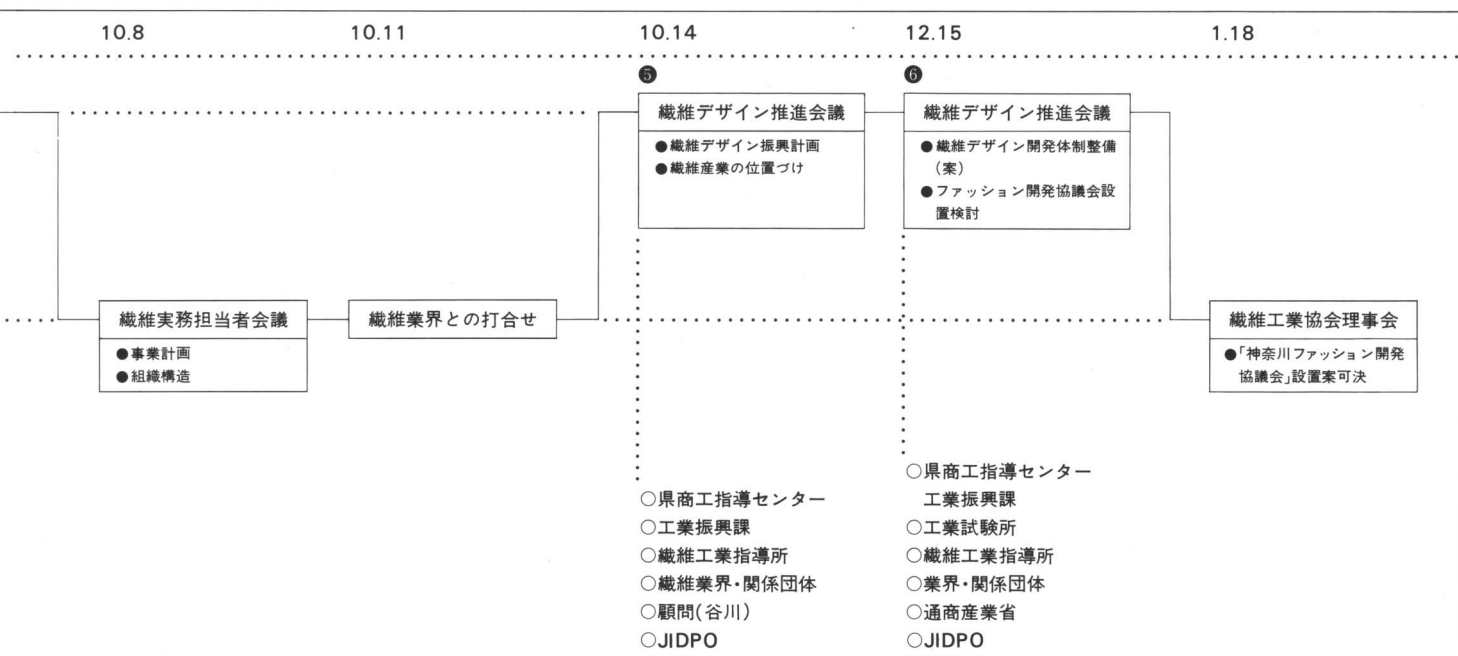 10.8
10.11
10.14
12.15
1.18
❺
繊維デザイン推進会議
●繊維デザイン振興計画
●繊維産業の位置づけ
❻
繊維デザイン推進会議
●繊維デザイン開発体制整備
(案)
●ファッション開発協議会設
置検討
繊維実務担当者会議
●事業計画
●組織構造
繊維業界との打合せ
繊維工業協会理事会
●「神奈川ファッション開発
協議会」設置案可決
○県商工指導センター
○工業振興課
○繊維工業指導所
○繊維業界・関係団体
○顧問(谷川)
○JIDPO
○県商工指導センター
工業振興課
○工業試験所
○繊維工業指導所
○業界・関係団体
○通商産業省
○JIDPO